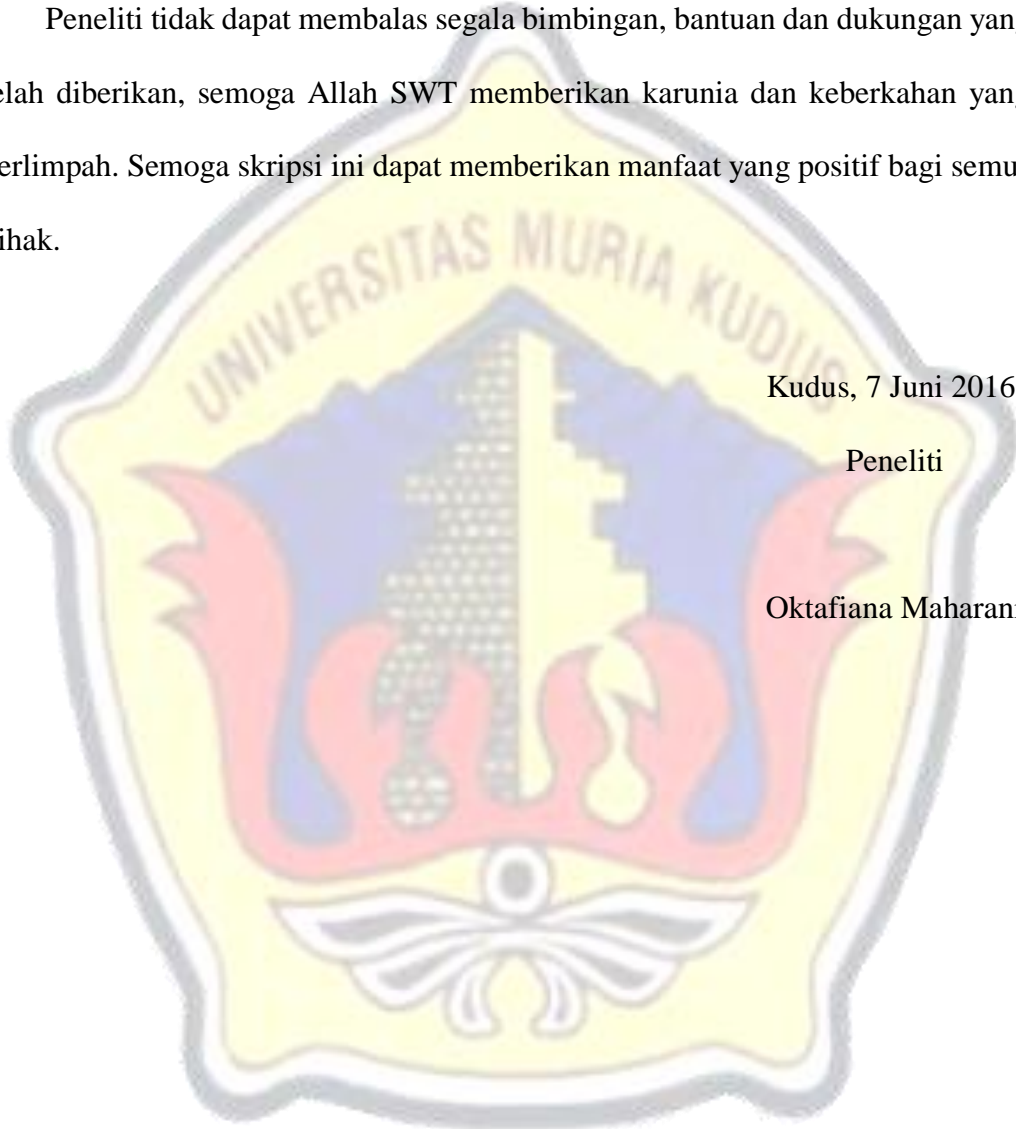 Peneliti tidak dapat membalas segala bimbingan, bantuan dan dukungan yan
elah diberikan, semoga Allah SWT memberikan karunia dan keberkahan yan
erlimpah. Semoga skripsi ini dapat memberikan manfaat yang positif bagi semu
ihak.
UNIVERSITAS MURIA KUDUS
Kudus, 7 Juni 2016
Peneliti
Oktafiana Maharani